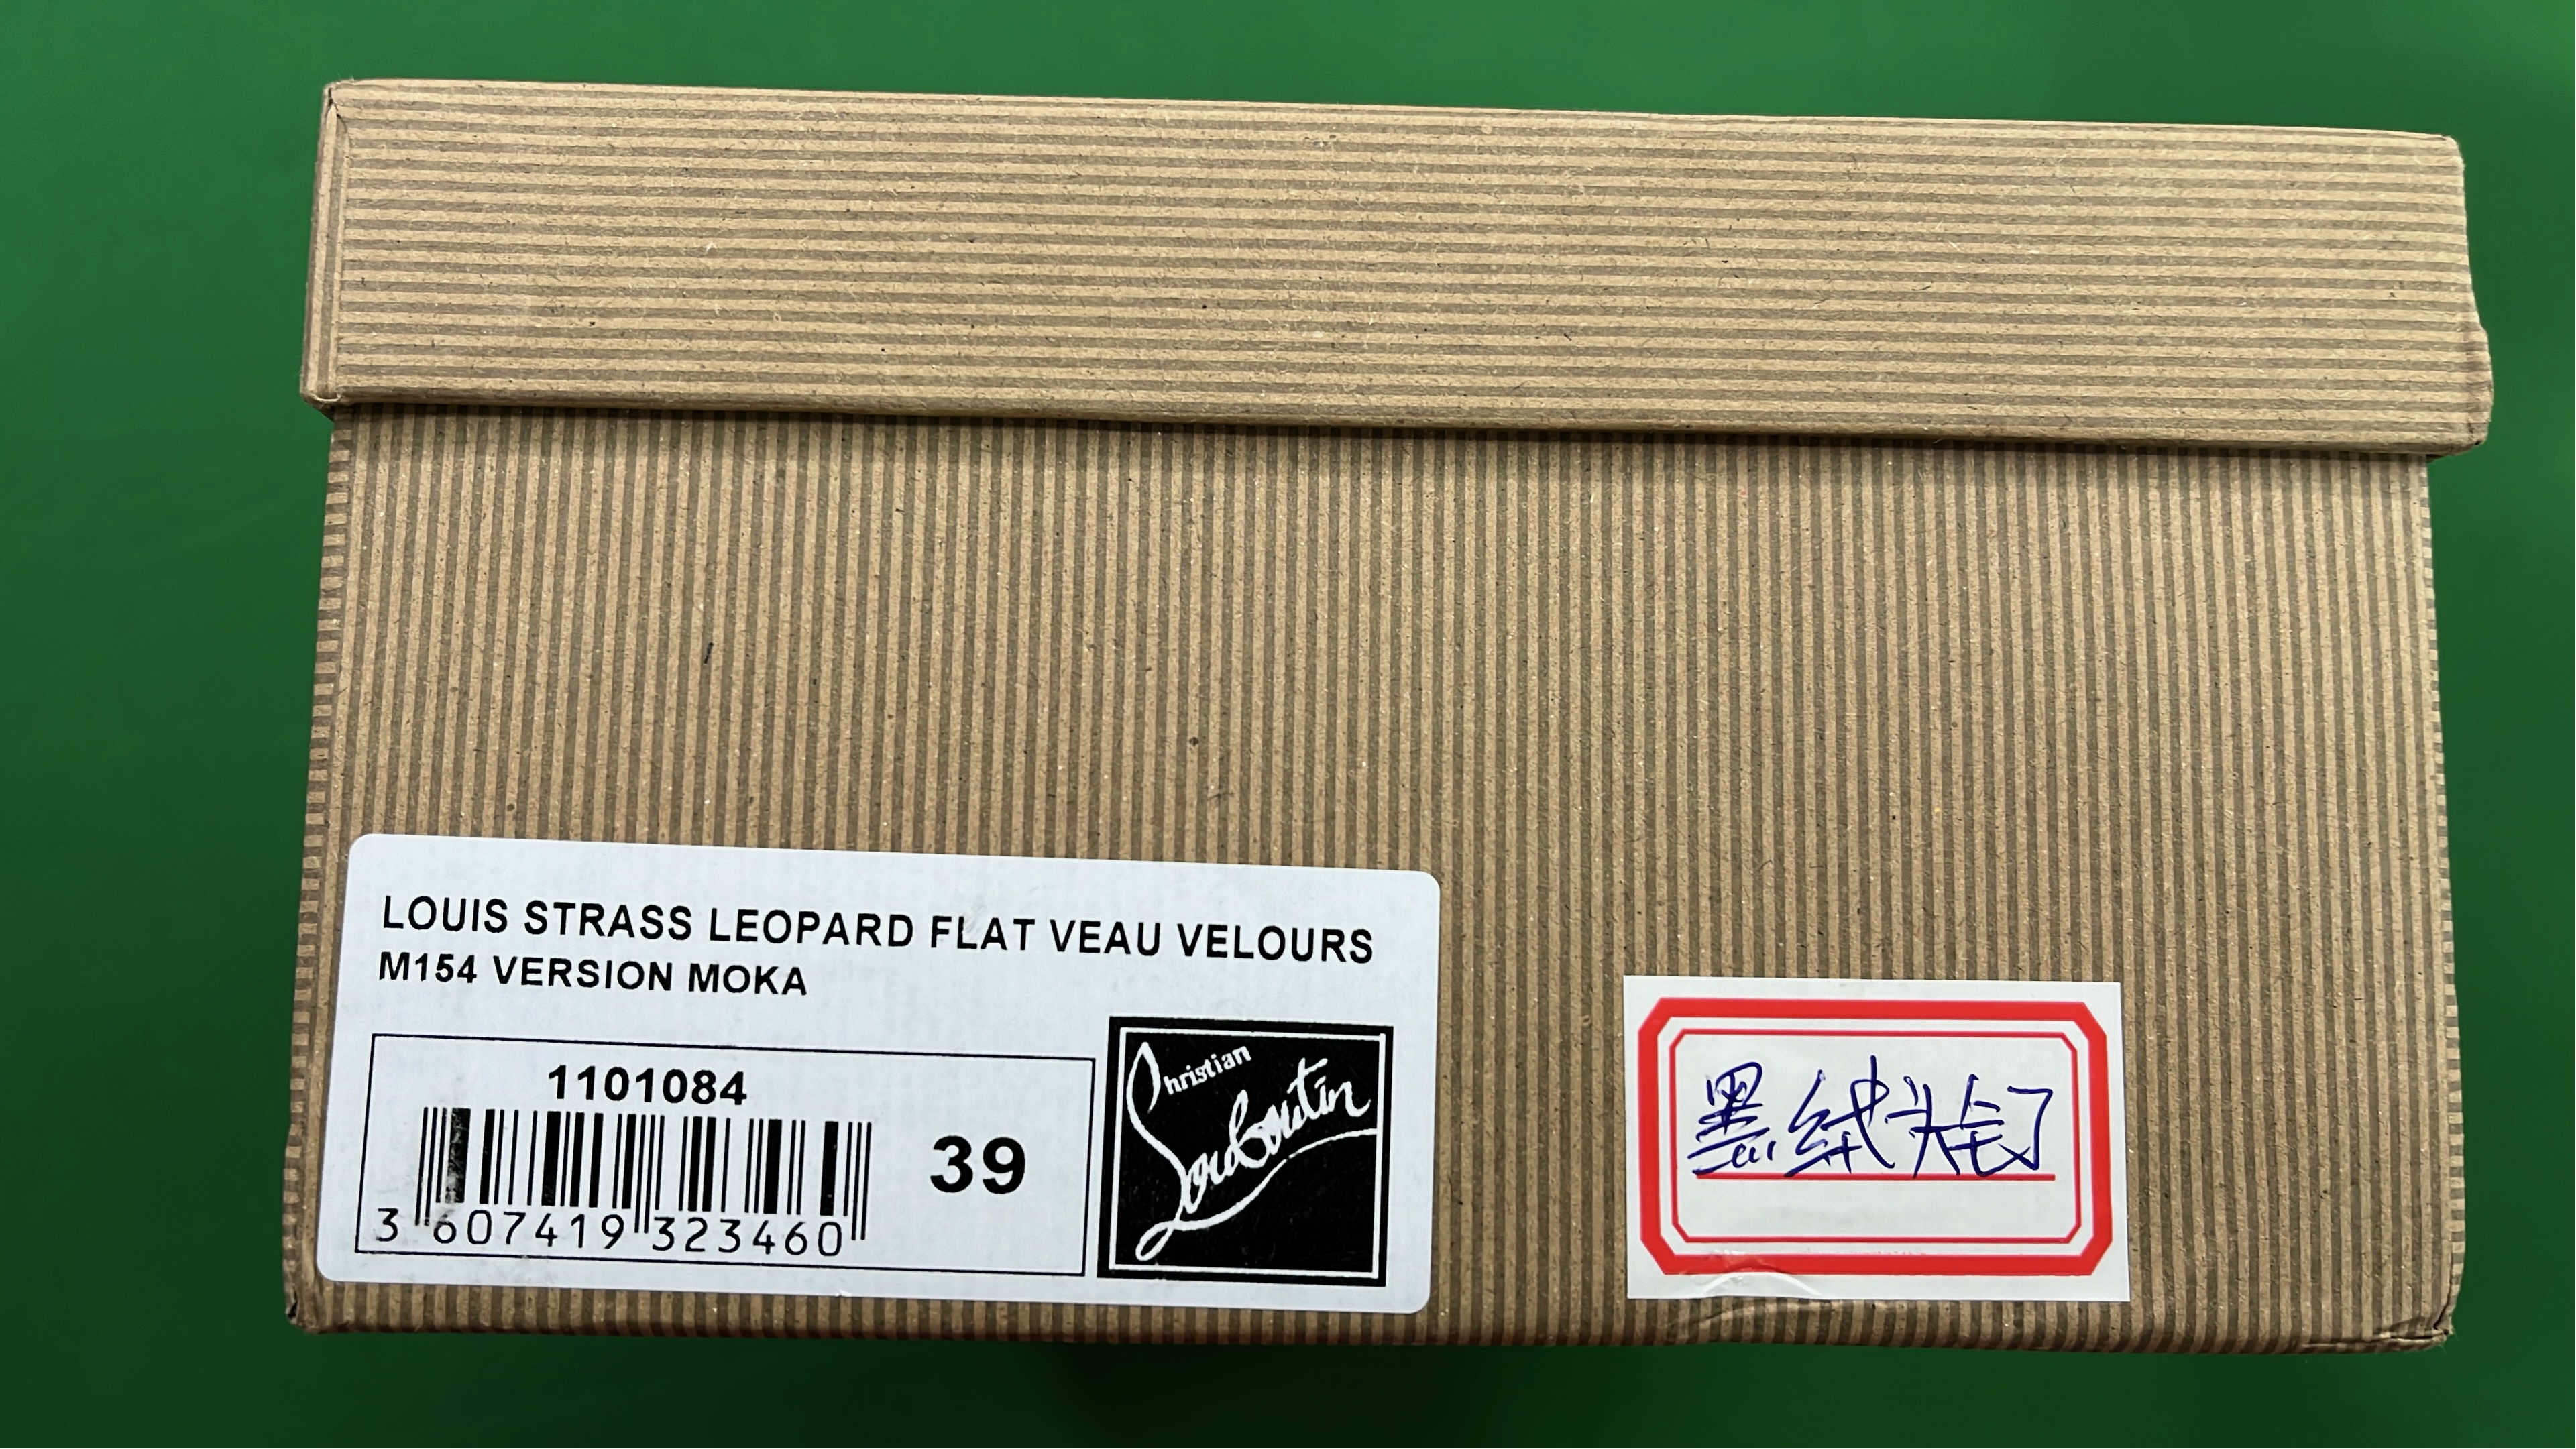 LOUIS STRASS LEOPARD FLAT VEAU VELOURS
M154 VERSION MOKA
1101084
39
3 607419 323460
Christian
Louboutin
黑绒头钉